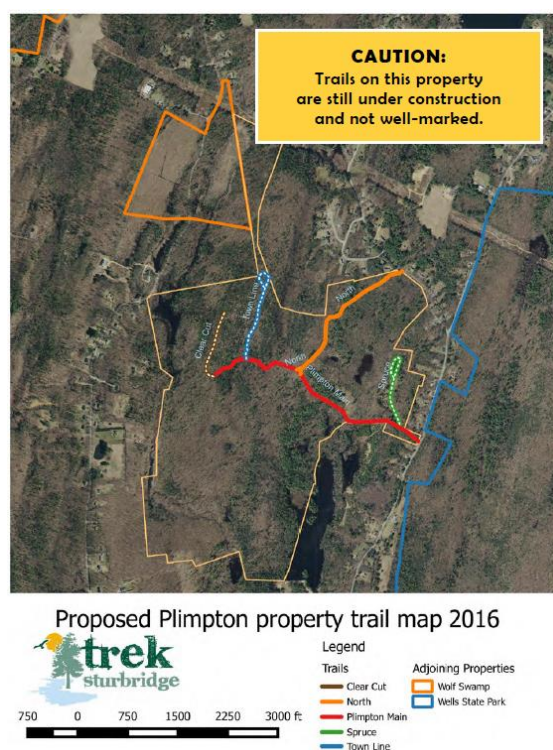 CAUTION:
Trails on this property
are still under construction
and not well-marked.
North
Town Line
Clear Cut
North
Plimpton Main
Spruce
Proposed Plimpton property trail map 2016
trek
sturbridge
750 0 750 1500 2250 3000 ft
Legend
Trails
Clear Cut
North
Plimpton Main
Spruce
Town Line
Adjoining Properties
Wolf Swamp
Wells State Park